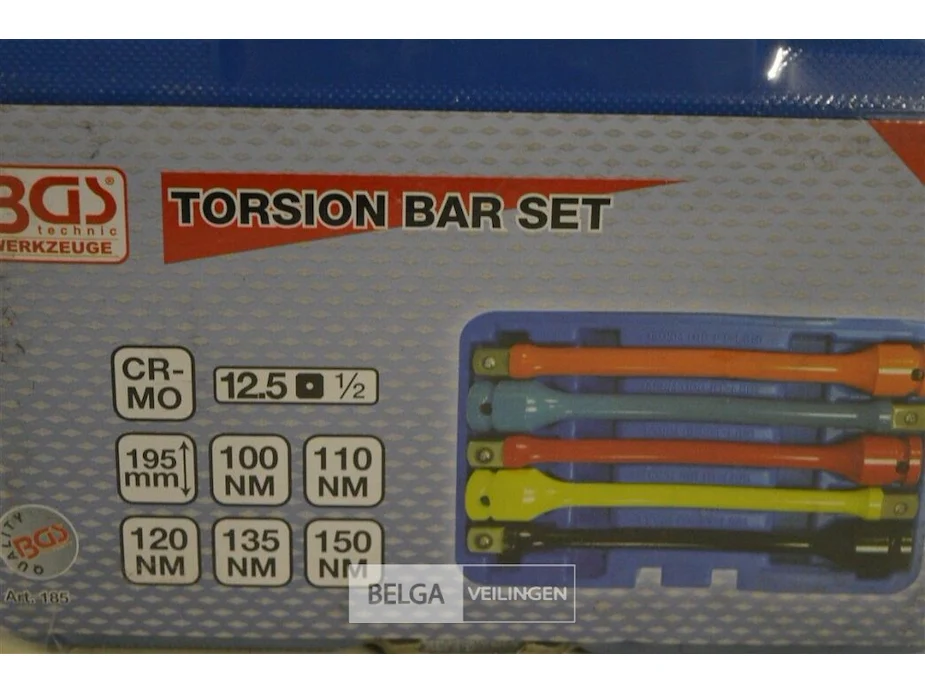 BGS®
technic
WERKZEUGE
TORSION BAR SET
CR-
MO
12.5 1/2
195
mm
100
NM
110
NM
120
NM
135
NM
150
NM
QUALITY
BGS
Art. 185
BELGA VEILINGEN